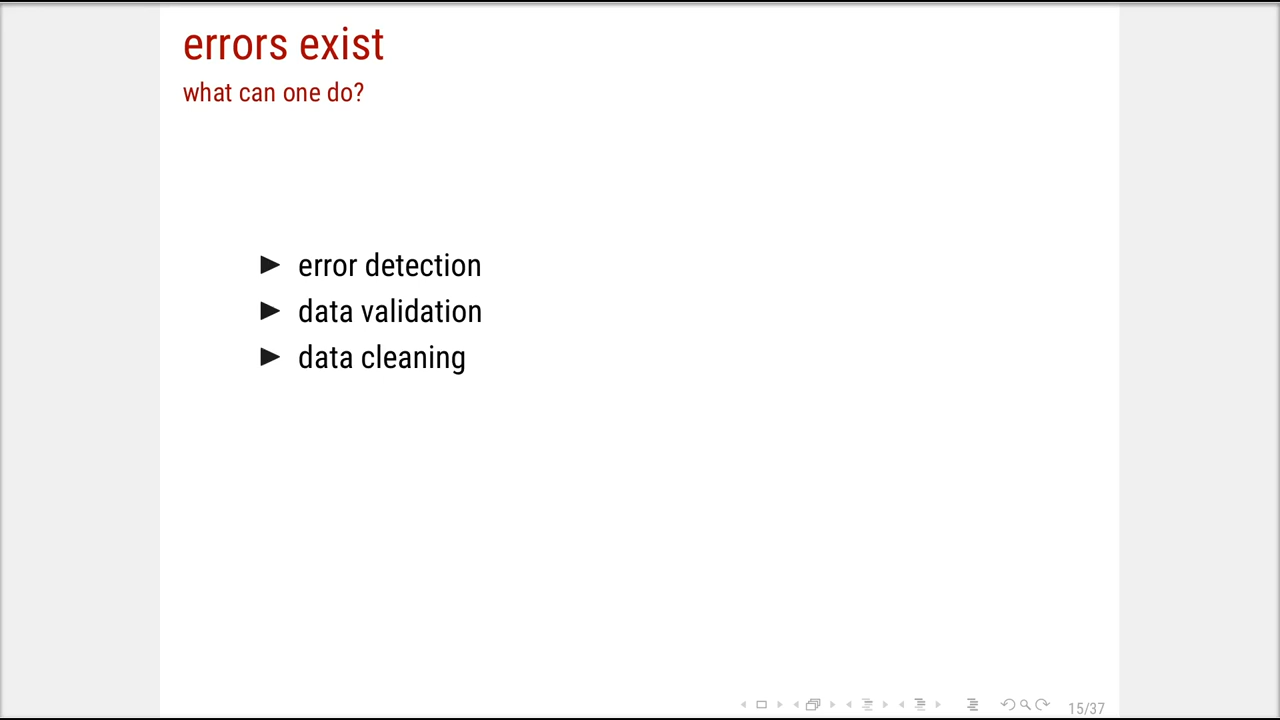 errors exist
what can one do?
▶ error detection
▶ data validation
▶ data cleaning
15/37